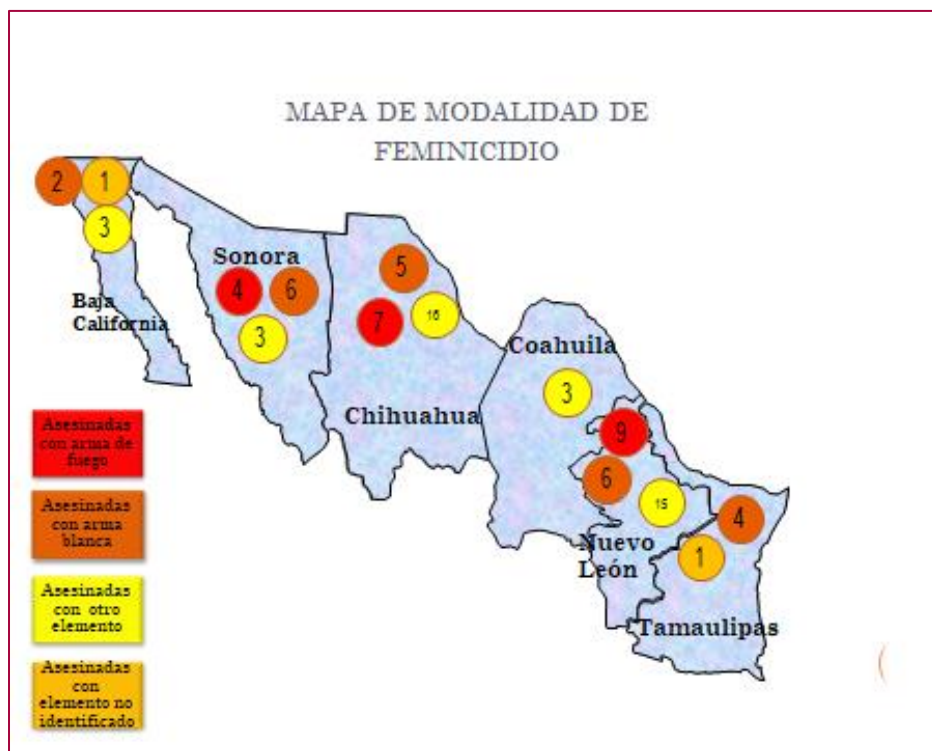 MAPA DE MODALIDAD DE
FEMINICIDIO
2
1
3
Baja
California
Sonora
4
6
3
5
7
16
Chihuahua
Coahuila
3
9
6
15
Nuevo
León
4
1
Tamaulipas
Asesinadas
con arma de
fuego
Asesinadas
con arma
blanca
Asesinadas
con otro
elemento
Asesinadas
con
elemento no
identificado